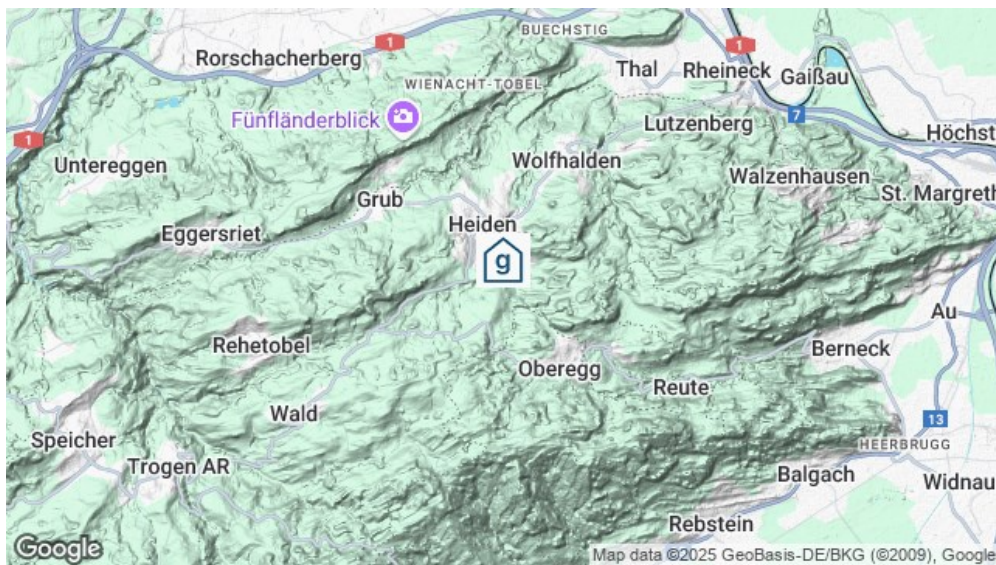 BUECHSTIG
1
Rorschacherberg
1
Thal
Rheineck
Gaißau
WIENACHT-TOBEL
Fünfländerblick
7
Lutzenberg
Höchst
1
Untereggen
Wolfhalden
Walzenhausen
St. Margreth
Grub
Heiden
Eggersriet
g
Au
Rehetobel
Berneck
Oberegg
Reute
Wald
13
Speicher
HEERBRUGG
Trogen AR
Balgach
Widnau
Rebstein
Google
Map data ©2025 GeoBasis-DE/BKG (©2009), Google